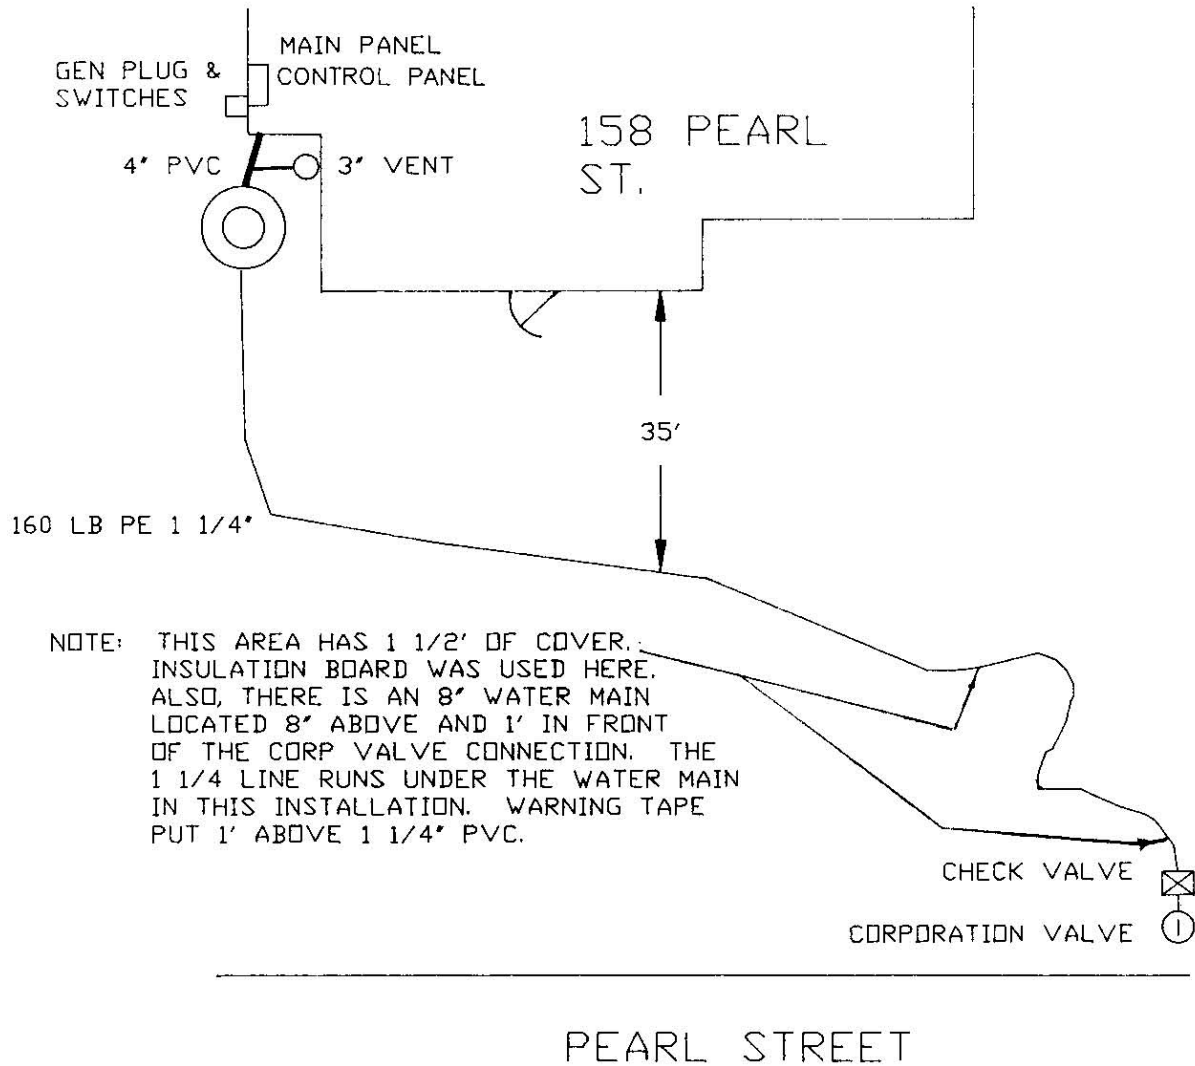 MAIN PANEL
CONTROL PANEL
GEN PLUG &
SWITCHES
158 PEARL
ST.
4" PVC
3" VENT
35'
160 LB PE 1 1/4"
NOTE: THIS AREA HAS 1 1/2' OF COVER.
INSULATION BOARD WAS USED HERE.
ALSO, THERE IS AN 8" WATER MAIN
LOCATED 8" ABOVE AND 1' IN FRONT
OF THE CORP VALVE CONNECTION. THE
1 1/4 LINE RUNS UNDER THE WATER MAIN
IN THIS INSTALLATION. WARNING TAPE
PUT 1' ABOVE 1 1/4" PVC.
CHECK VALVE
CORPORATION VALVE
PEARL STREET